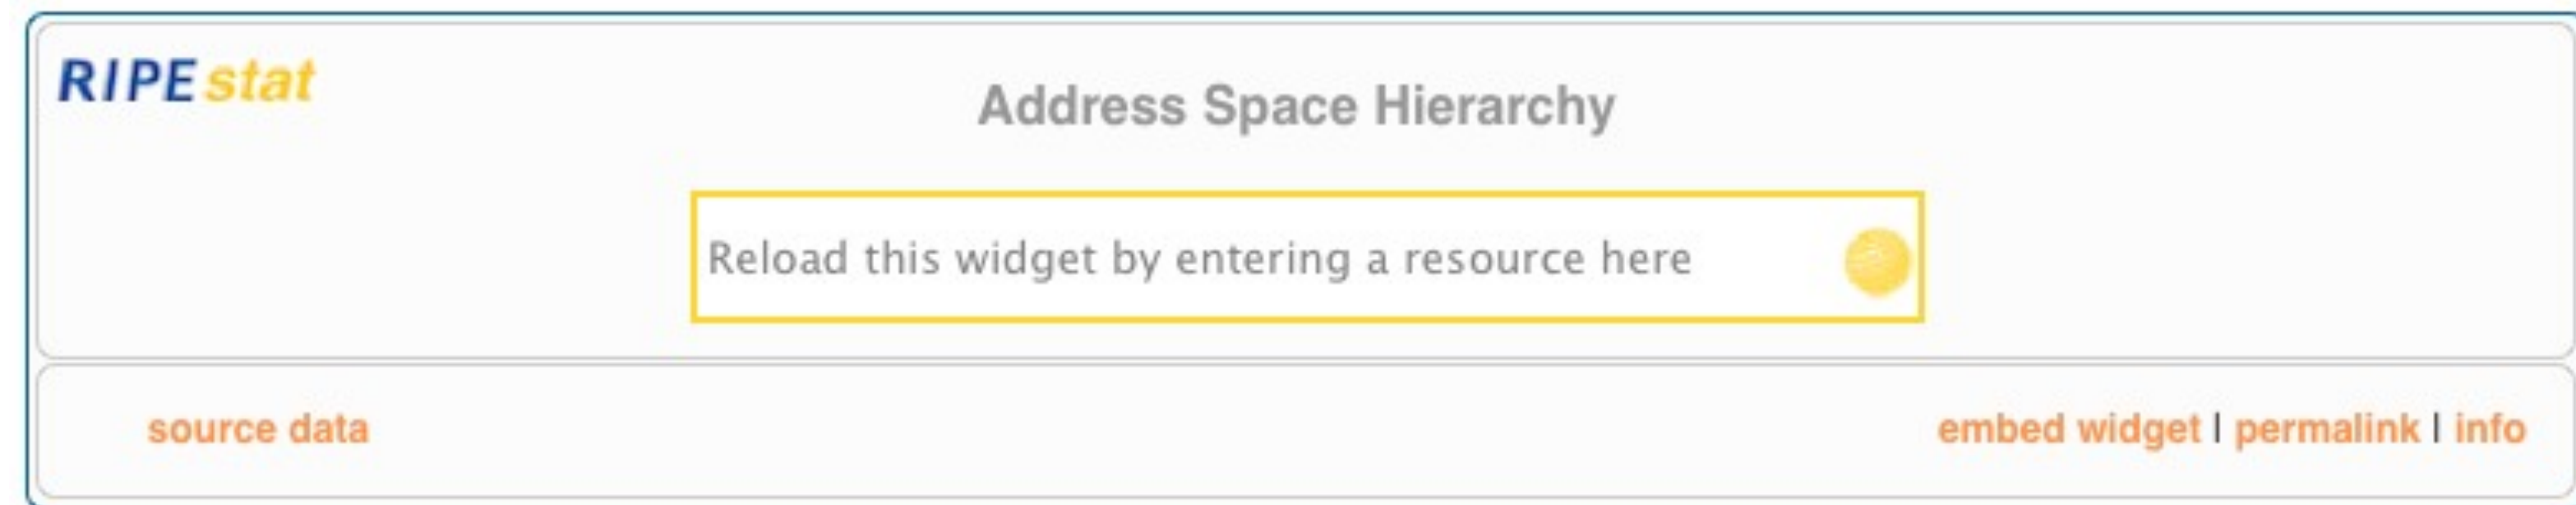 RIPEstat
Address Space Hierarchy
Reload this widget by entering a resource here
source data
embed widget | permalink | info